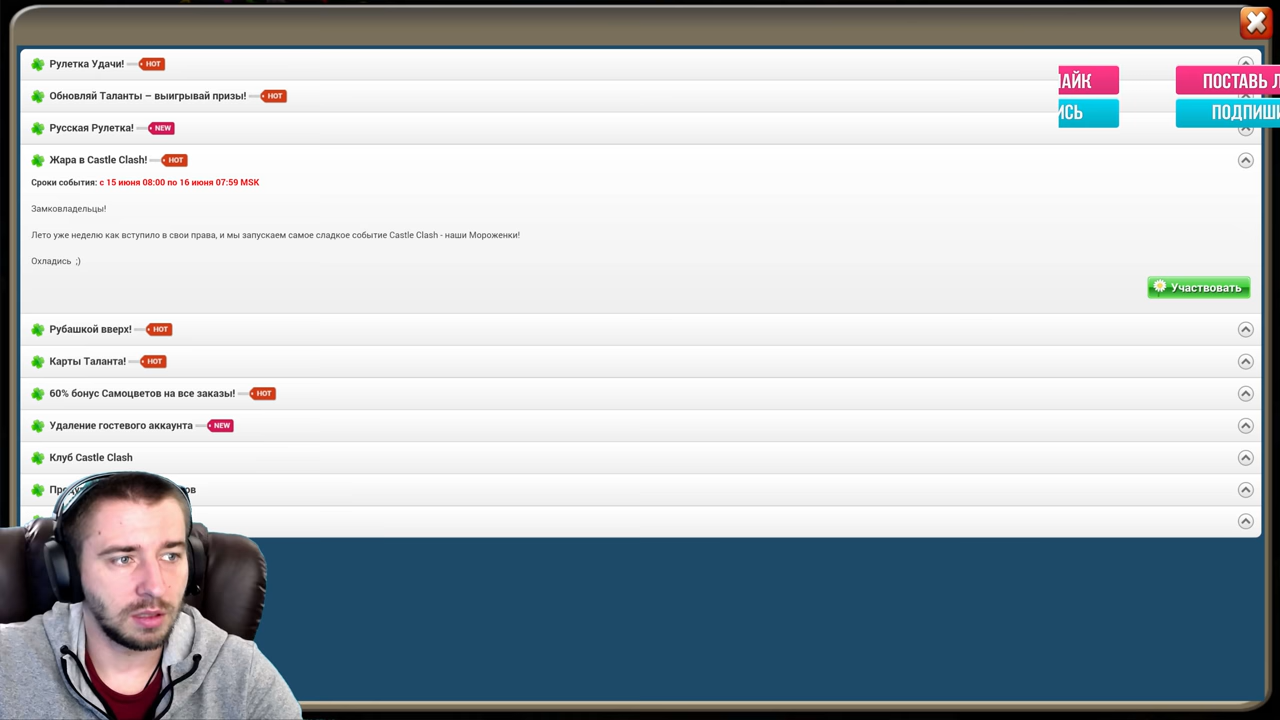 Рулетка Удачи! HOT
Обновляй Таланты – выигрывай призы! HOT
ПОСТАВЬ
ПОДПИШИ
Русская Рулетка! NEW
Жара в Castle Clash! HOT
Сроки события: с 15 июня 08:00 по 16 июня 07:59 MSK
Замковладельцы!
Лето уже неделю как вступило в свои права, и мы запускаем самое сладкое событие Castle Clash - наши Мороженки!
Охладись ;)
Участвовать
Рубашкой вверх! HOT
Карты Таланта! HOT
60% бонус Самоцветов на все заказы! HOT
Удаление гостевого аккаунта NEW
Клуб Castle Clash